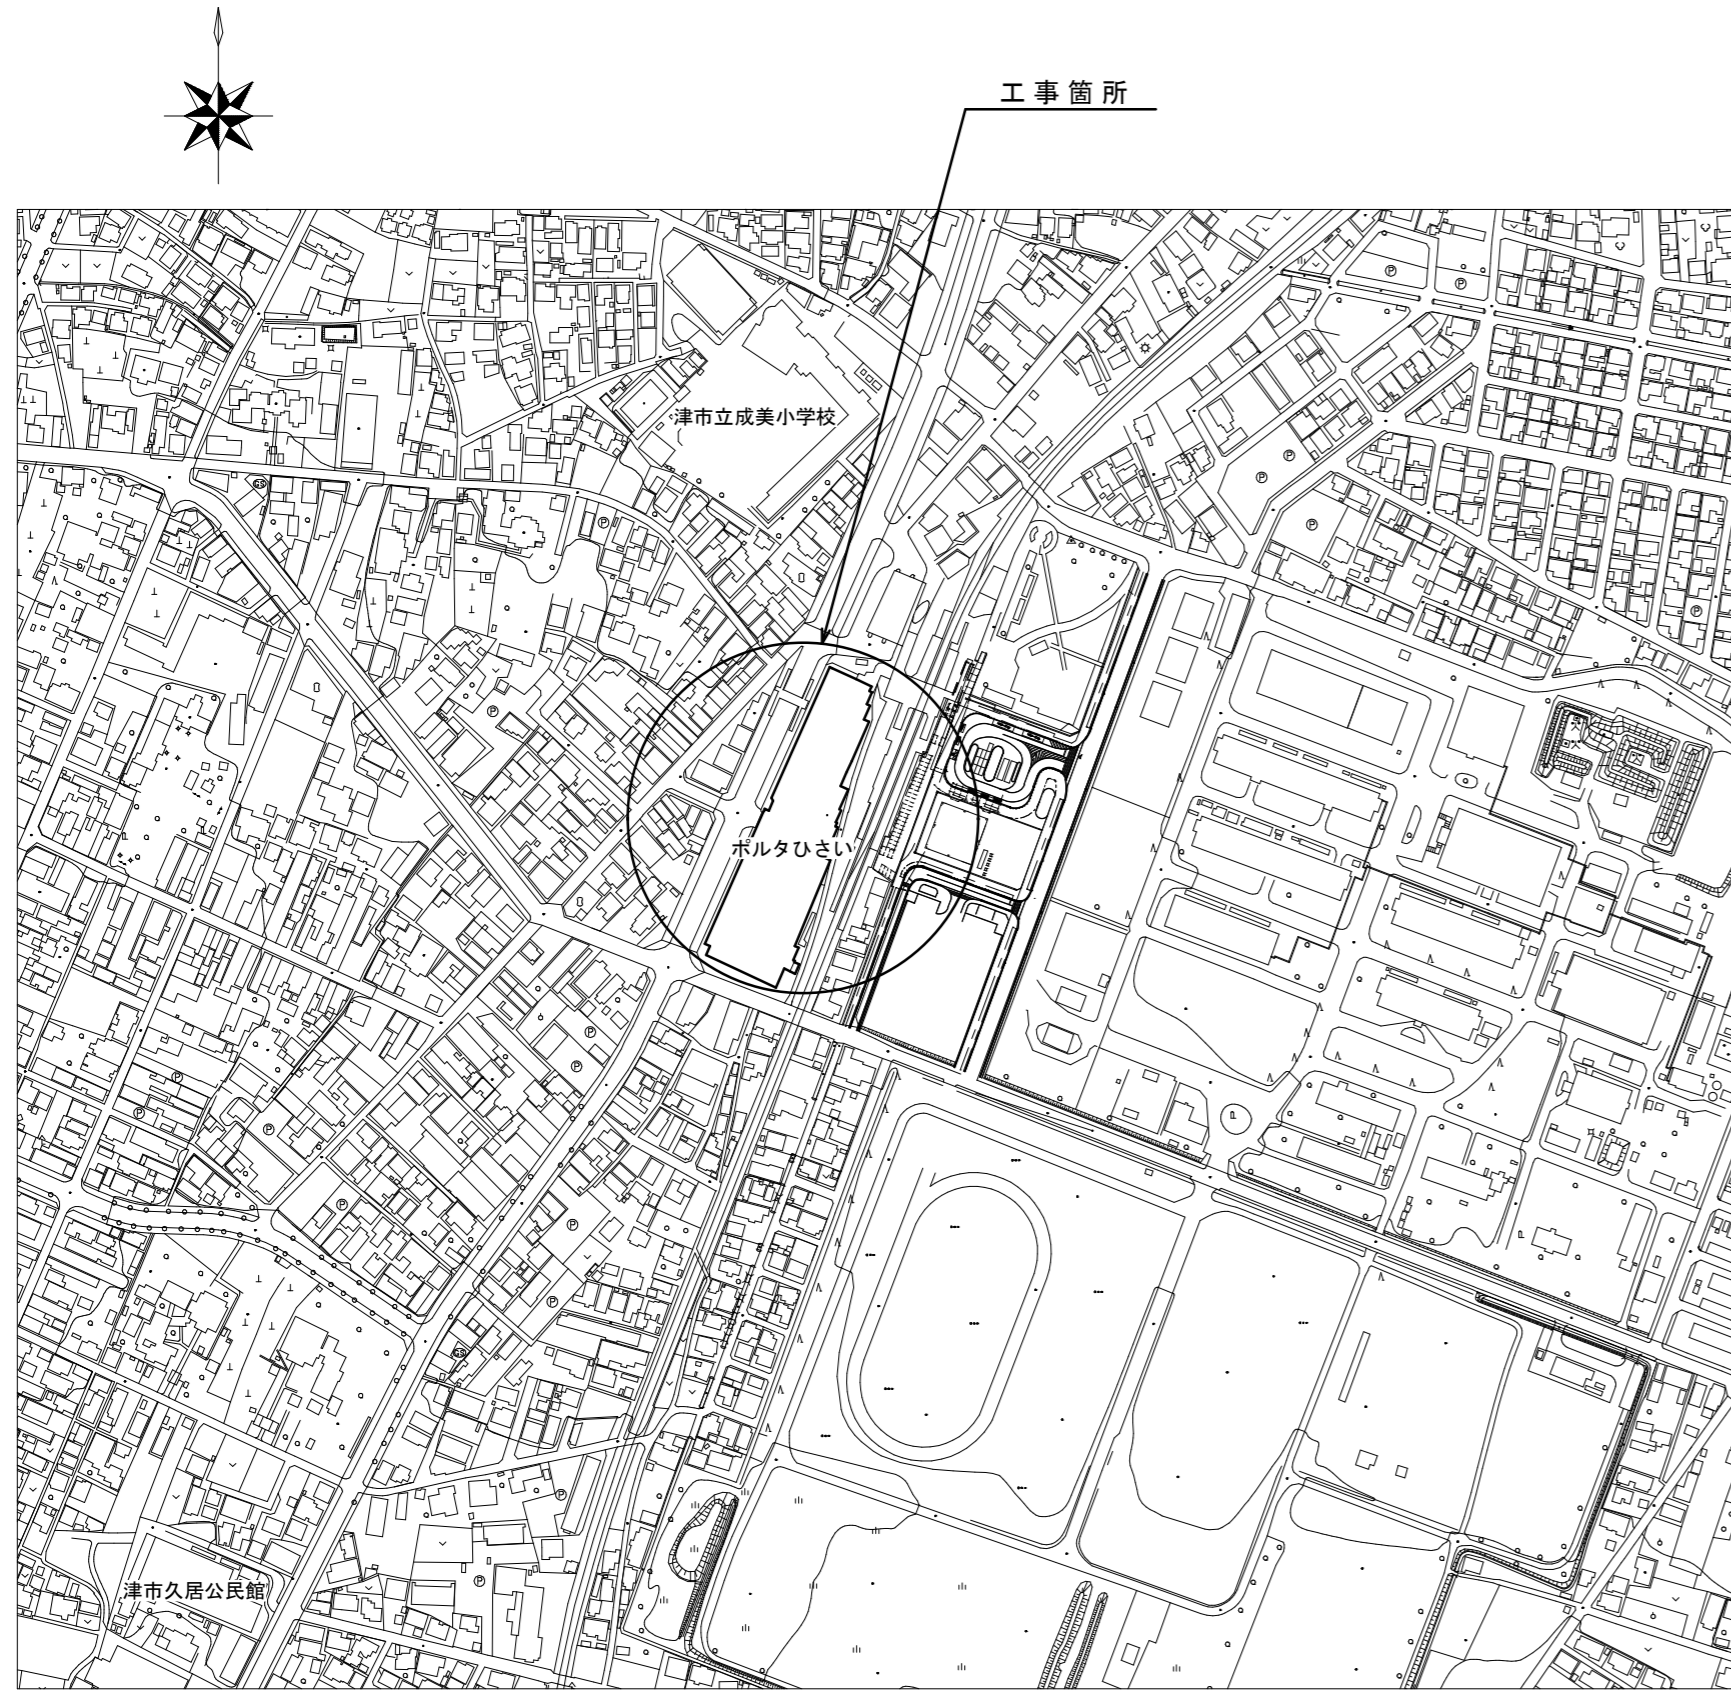 工事箇所
津市立成美小学校
ポルタひさい
津市久居公民館